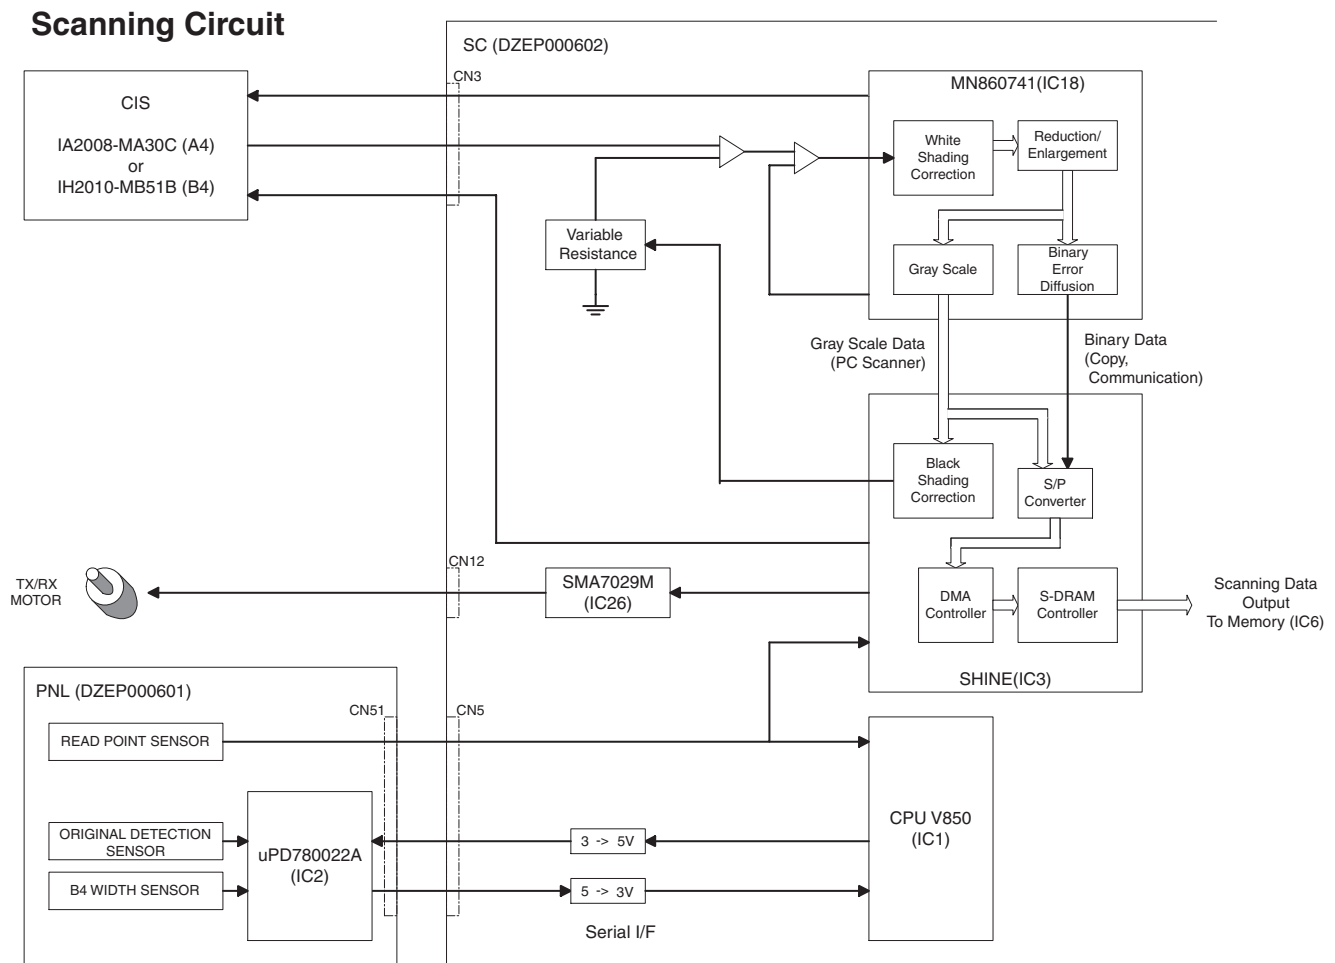 Scanning Circuit
SC (DZEP000602)
CN3
CIS
IA2008-MA30C (A4)
or
IH2010-MB51B (B4)
MN860741(IC18)
White
Shading
Correction
Reduction/
Enlargement
Variable
Resistance
Gray Scale
Binary
Error
Diffusion
Gray Scale Data
(PC Scanner)
Binary Data
(Copy,
Communication)
Black
Shading
Correction
S/P
Converter
CN12
TX/RX
MOTOR
SMA7029M
(IC26)
DMA
Controller
S-DRAM
Controller
Scanning Data
Output
To Memory (IC6)
SHINE(IC3)
PNL (DZEP000601)
CN51
CN5
READ POINT SENSOR
ORIGINAL DETECTION
SENSOR
B4 WIDTH SENSOR
uPD780022A
(IC2)
3 -> 5V
5 -> 3V
Serial I/F
CPU V850
(IC1)